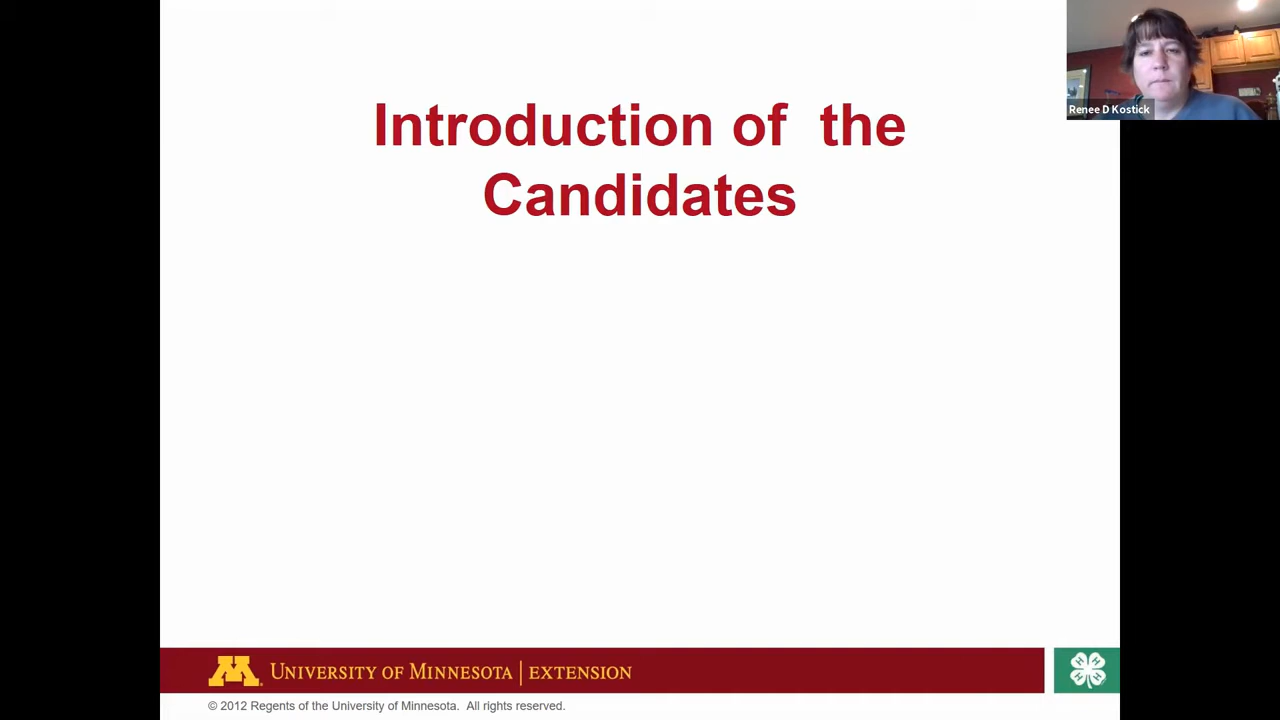 Introduction of  the
Candidates
Renee D Kostick
M
UNIVERSITY OF MINNESOTA | EXTENSION
© 2012 Regents of the University of Minnesota.  All rights reserved.